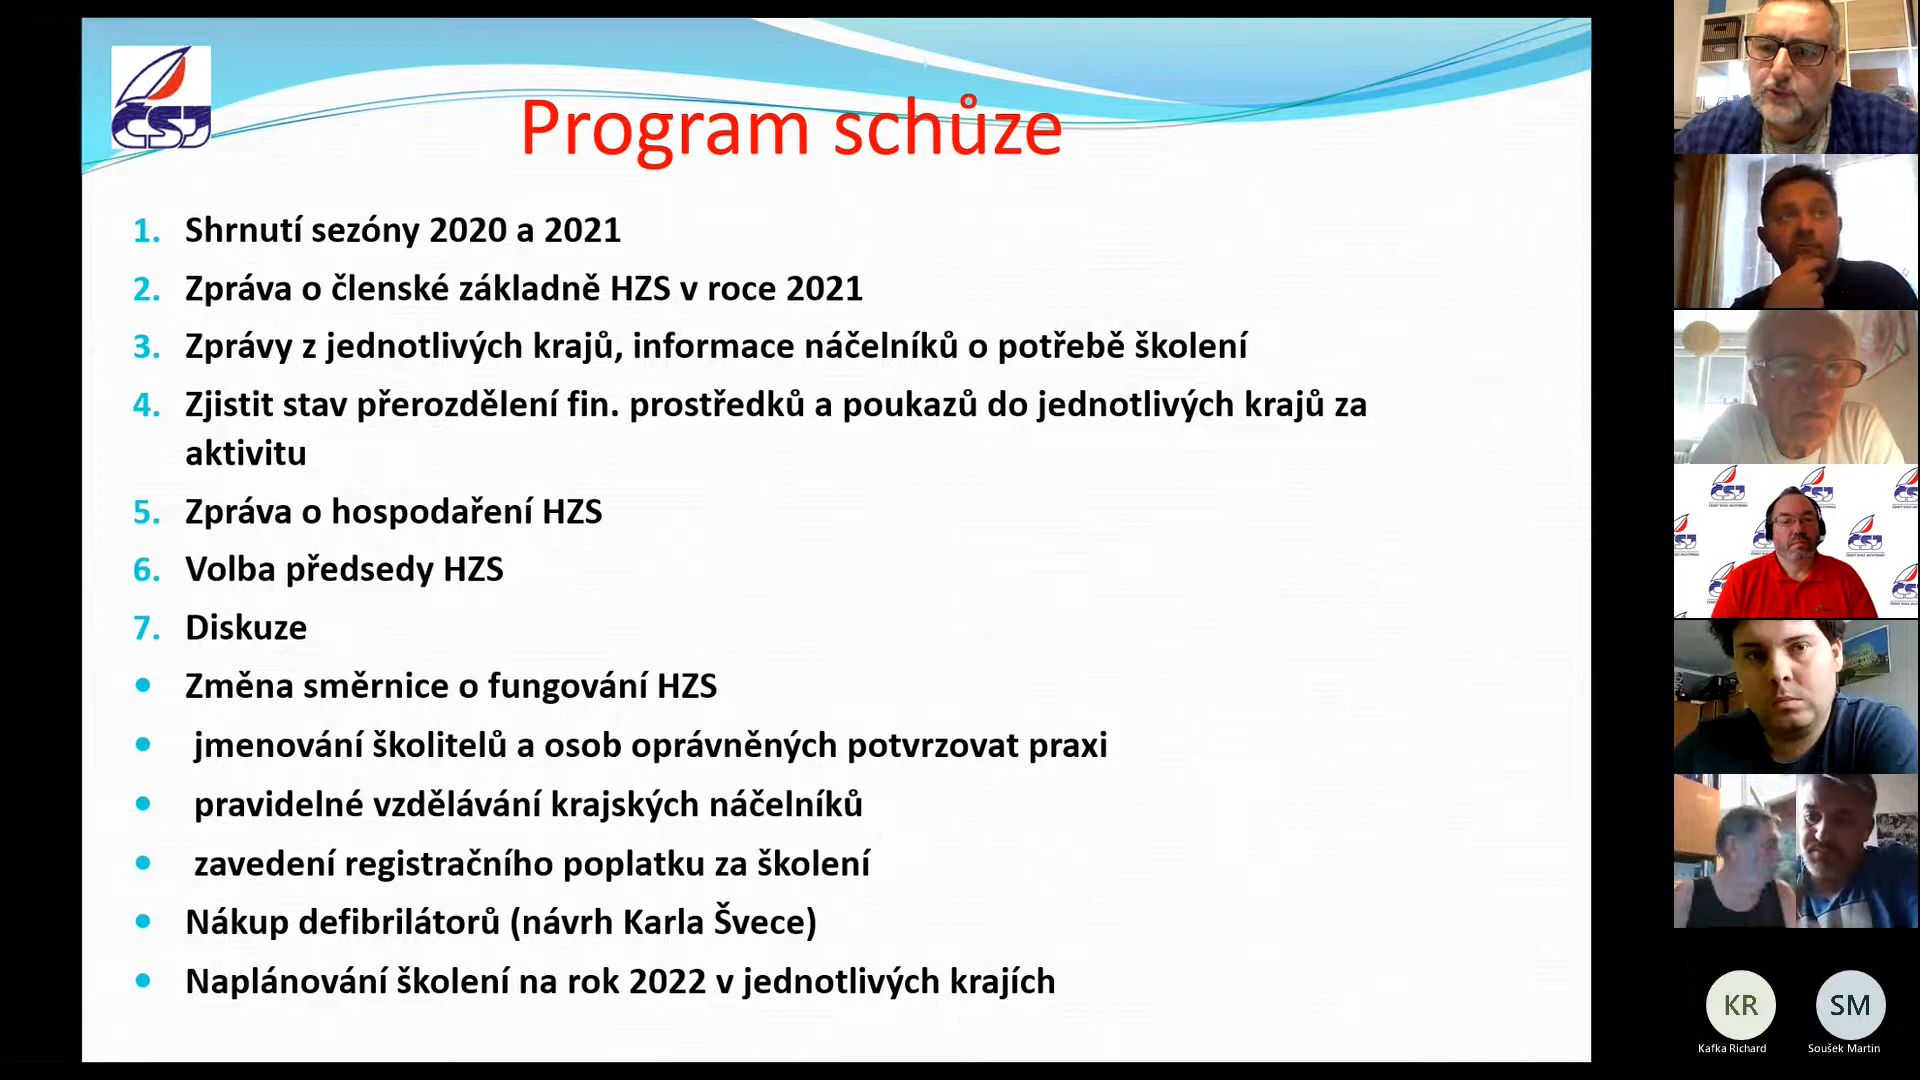 ČSJ
Program schůze
1. Shrnutí sezóny 2020 a 2021
2. Zpráva o členské základně HZS v roce 2021
3. Zprávy z jednotlivých krajů, informace náčelníků o potřebě školení
4. Zjistit stav přerozdělení fin. prostředků a poukazů do jednotlivých krajů za
aktivitu
5. Zpráva o hospodaření HZS
6. Volba předsedy HZS
7. Diskuze
• Změna směrnice o fungování HZS
• jmenování školitelů a osob oprávněných potvrzovat praxi
• pravidelné vzdělávání krajských náčelníků
• zavedení registračního poplatku za školení
• Nákup defibrilátorů (návrh Karla Švece)
• Naplánování školení na rok 2022 v jednotlivých krajích
KR
SM
Kafka Richard
Soušek Martin